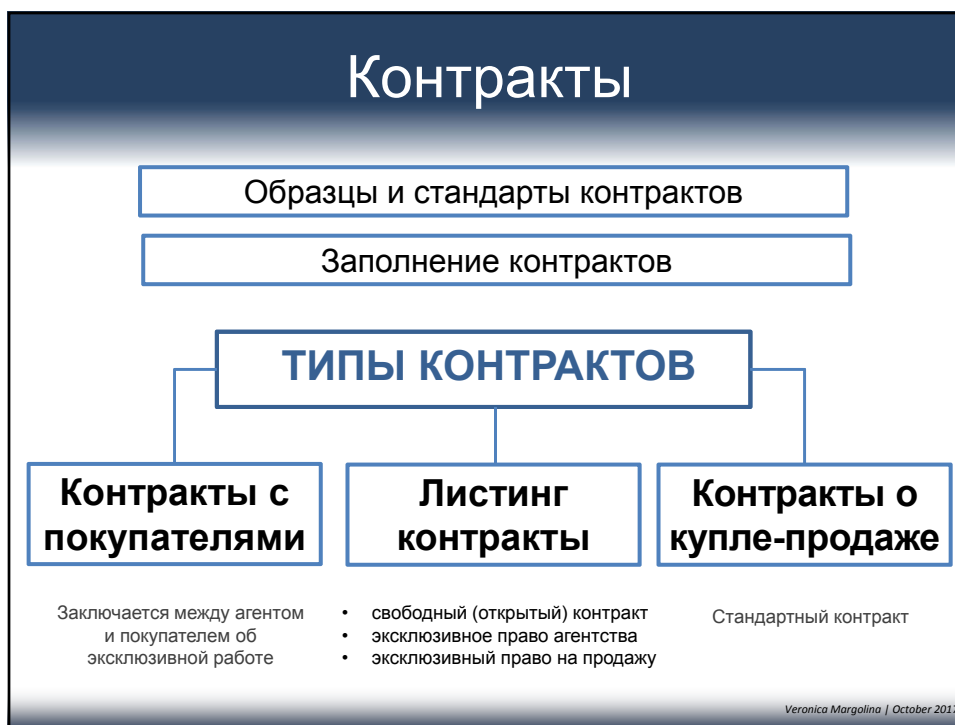 Контракты
Образцы и стандарты контрактов
Заполнение контрактов
ТИПЫ КОНТРАКТОВ
Контракты с
покупателями
Листинг
контракты
Контракты о
купле-продаже
Заключается между агентом
и покупателем об
эксклюзивной работе
• свободный (открытый) контракт
• эксклюзивное право агентства
• эксклюзивный право на продажу
Стандартный контракт
Veronica Margolina | October 2017